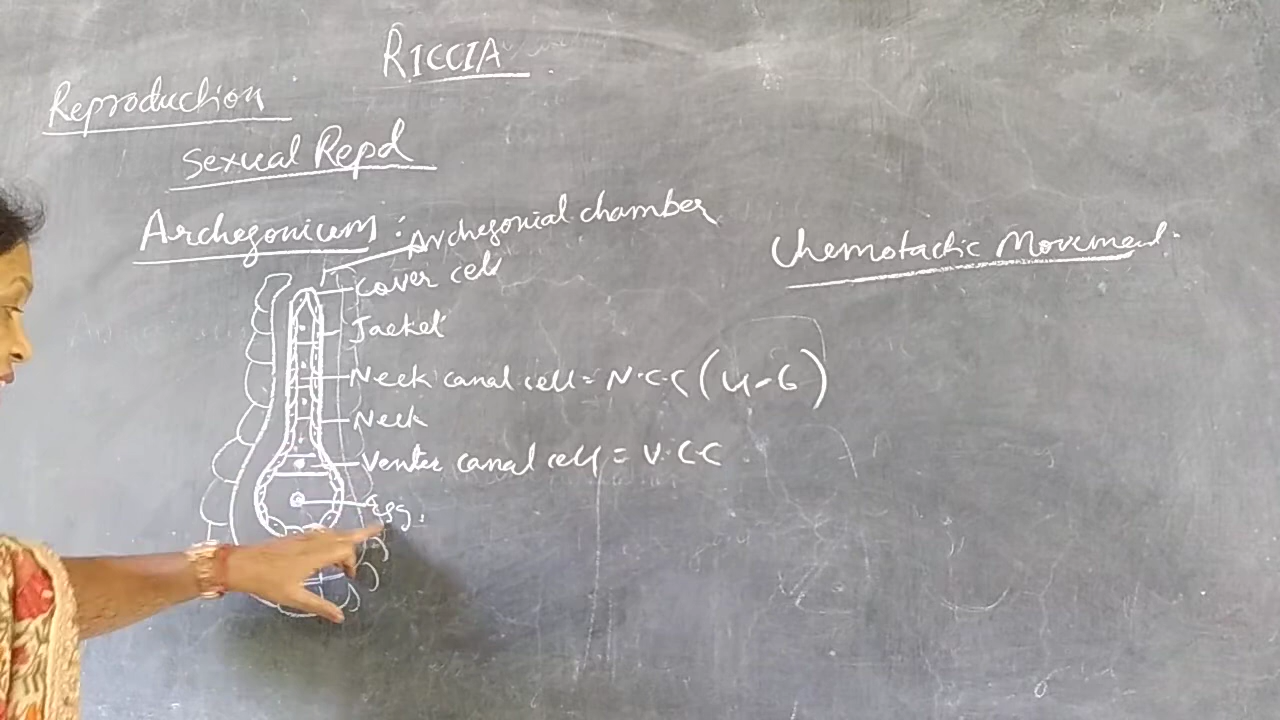 RICCIA
Reproduction
Sexual Repd
Archegonium :
Archegonial chamber
Chemotactic Movement.
Cover cell
Jacket
Neck canal cell = N.C.C (4-6)
Neck
Venter canal cell = V.C.C
Egg.